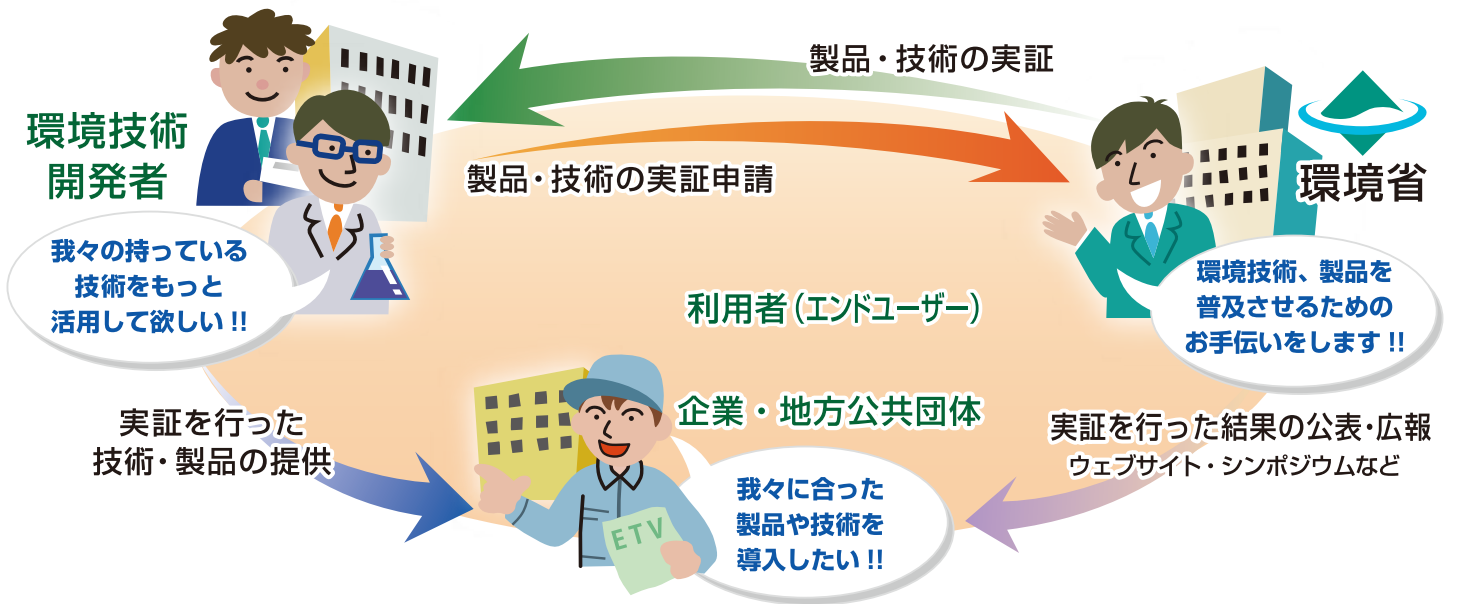 製品・技術の実証
環境技術
開発者
製品・技術の実証申請
環境省
我々の持っている
技術をもっと
活用して欲しい!!
環境技術、製品を
普及させるための
お手伝いをします!!
利用者(エンドユーザー)
企業・地方公共団体
実証を行った
技術・製品の提供
実証を行った結果の公表・広報
ウェブサイト・シンポジウムなど
我々に合った
製品や技術を
導入したい!!
ETV